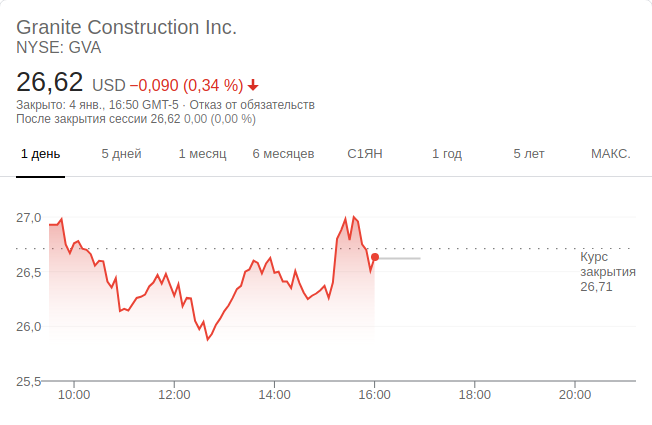 Granite Construction Inc.
NYSE: GVA
26,62 USD −0,090 (0,34 %)
Закрыто: 4 янв., 16:50 GMT-5 · Отказ от обязательств
После закрытия сессии 26,62 0,00 (0,00 %)
1 день 5 дней 1 месяц 6 месяцев С1ЯН 1 год 5 лет МАКС.
27,0
26,5
26,0
25,5
Курс
закрытия
26,71
10:00 12:00 14:00 16:00 18:00 20:00